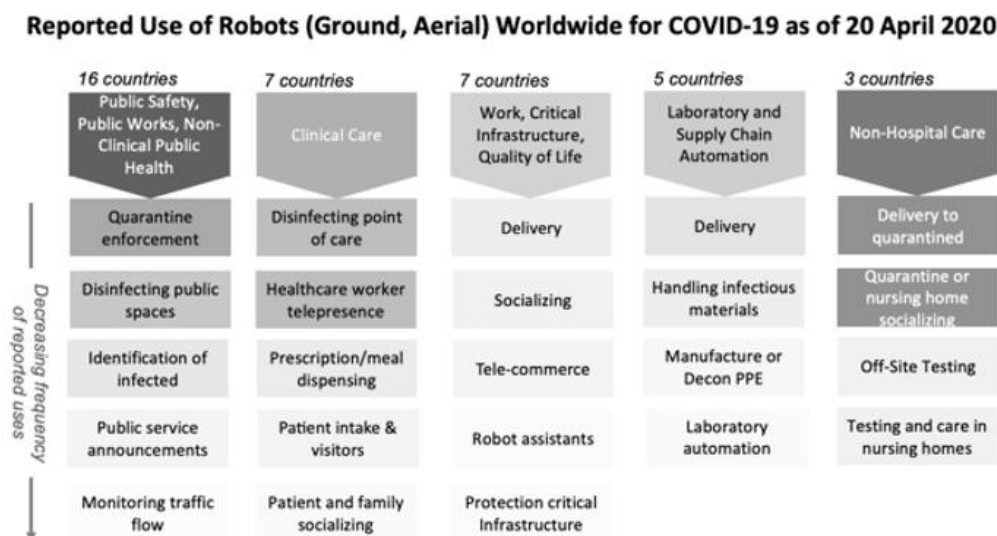 Reported Use of Robots (Ground, Aerial) Worldwide for COVID-19 as of 20 April 2020
16 countries
Public Safety,
Public Works, Non-
Clinical Public
Health
Quarantine
enforcement
Disinfecting public
spaces
Identification of
infected
Public service
announcements
Monitoring traffic
flow
7 countries
Clinical Care
Disinfecting point
of care
Healthcare worker
telepresence
Prescription/meal
dispensing
Patient intake &
visitors
Patient and family
socializing
7 countries
Work, Critical
Infrastructure,
Quality of Life
Delivery
Socializing
Tele-commerce
Robot assistants
Protection critical
Infrastructure
5 countries
Laboratory and
Supply Chain
Automation
Delivery
Handling infectious
materials
Manufacture or
Decon PPE
Laboratory
automation
3 countries
Non-Hospital Care
Delivery to
quarantined
Quarantine or
nursing home
socializing
Off-Site Testing
Testing and care in
nursing homes
Decreasing frequency
of reported uses